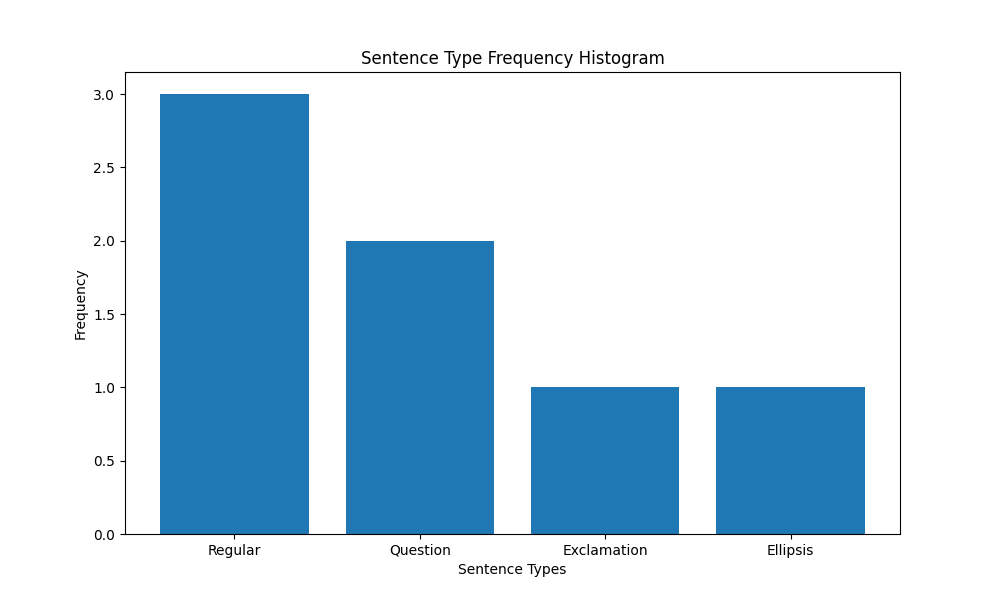 Sentence Type Frequency Histogram
3.0
2.5
2.0
1.5
1.0
0.5
0.0
Frequency
Regular Question Exclamation Ellipsis
Sentence Types